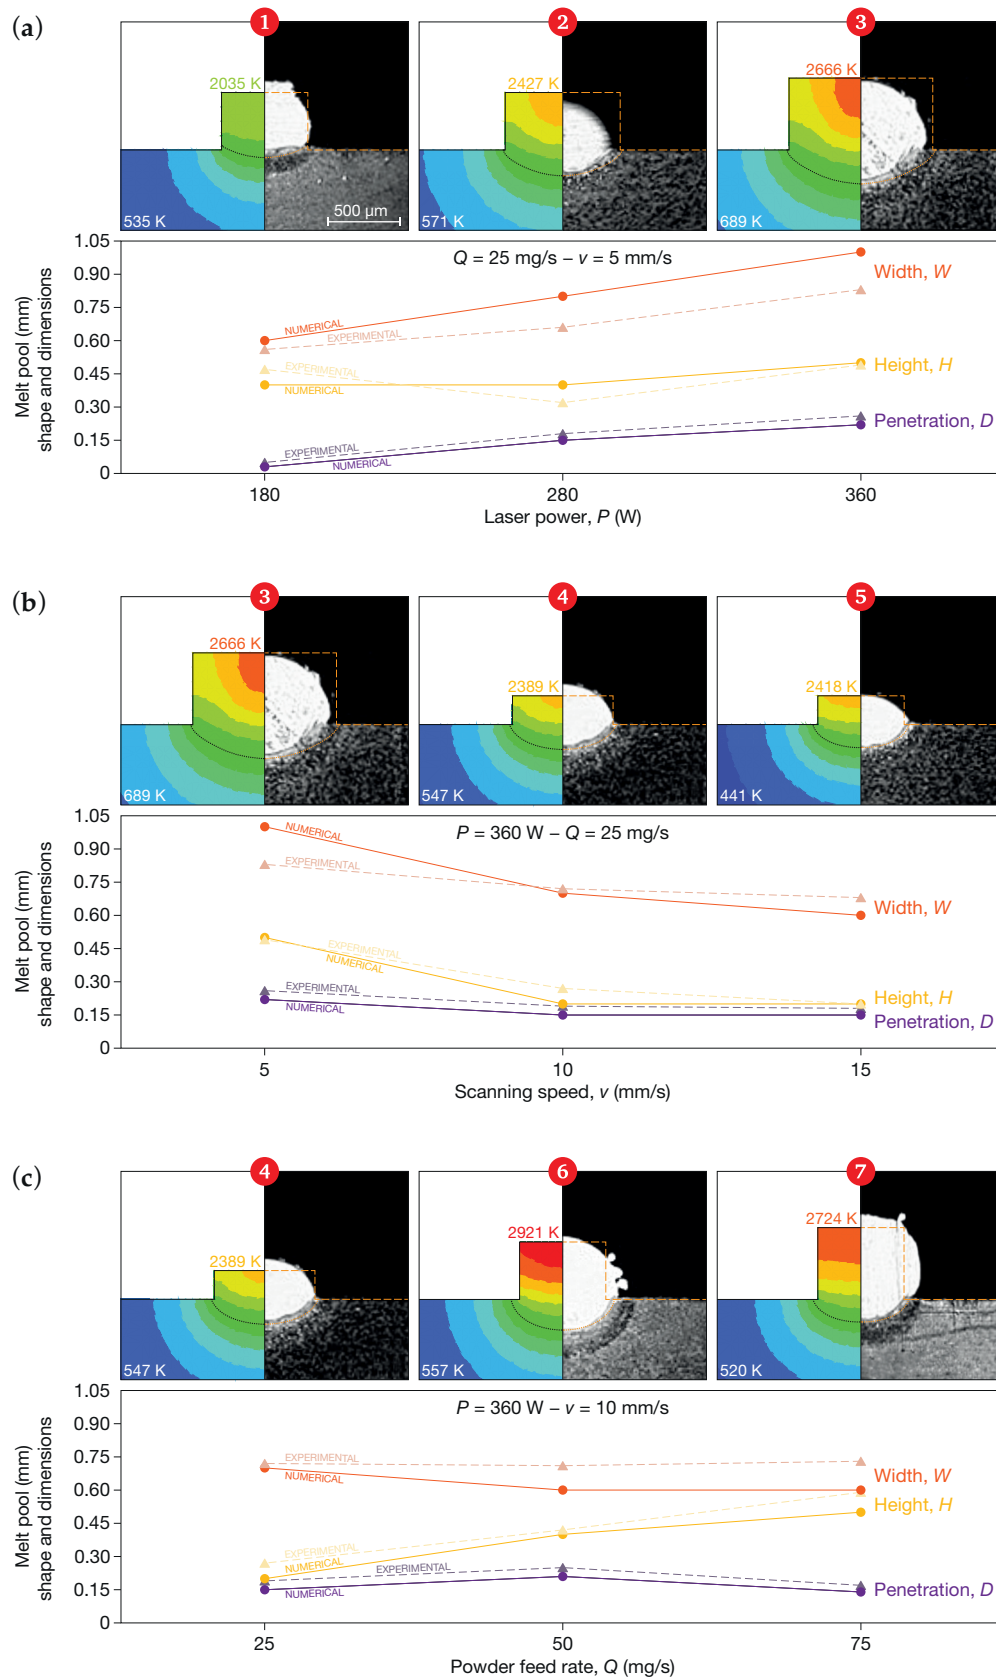 (a)
1
2
3
2035 K
2427 K
2666 K
535 K
500 µm
571 K
689 K
Q = 25 mg/s – v = 5 mm/s
Melt pool (mm)
shape and dimensions
1.05
0.90
0.75
0.60
0.45
0.30
0.15
0
NUMERICAL
EXPERIMENTAL
EXPERIMENTAL
NUMERICAL
EXPERIMENTAL
NUMERICAL
Width, W
Height, H
Penetration, D
180
280
360
Laser power, P (W)
(b)
3
4
5
2666 K
2389 K
2418 K
689 K
547 K
441 K
P = 360 W – Q = 25 mg/s
Melt pool (mm)
shape and dimensions
1.05
0.90
0.75
0.60
0.45
0.30
0.15
0
NUMERICAL
EXPERIMENTAL
EXPERIMENTAL
NUMERICAL
EXPERIMENTAL
NUMERICAL
Width, W
Height, H
Penetration, D
5
10
15
Scanning speed, v (mm/s)
(c)
4
6
7
2389 K
2921 K
2724 K
547 K
557 K
520 K
P = 360 W – v = 10 mm/s
Melt pool (mm)
shape and dimensions
1.05
0.90
0.75
0.60
0.45
0.30
0.15
0
EXPERIMENTAL
NUMERICAL
EXPERIMENTAL
NUMERICAL
EXPERIMENTAL
NUMERICAL
Width, W
Height, H
Penetration, D
25
50
75
Powder feed rate, Q (mg/s)